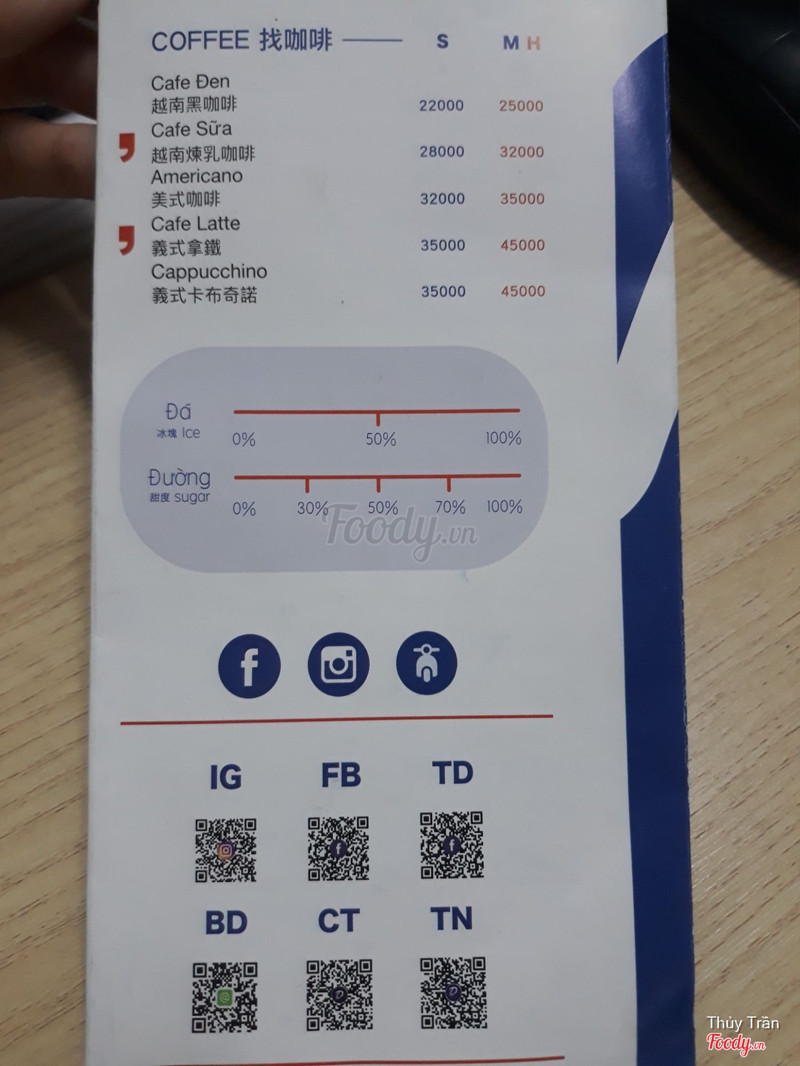 COFFEE 找咖啡 S M H
Cafe Đen
越南黑咖啡 22000 25000
Cafe Sữa
越南煉乳咖啡 28000 32000
Americano
美式咖啡 32000 35000
Cafe Latte
義式拿鐵 35000 45000
Cappucchino
義式卡布奇諾 35000 45000
Đá
冰塊 Ice
0% 50% 100%
Đường
甜度 sugar
0% 30% 50% 70% 100%
Foody.vn
IG FB TD
BD CT TN
Thủy Trần
Foody.vn